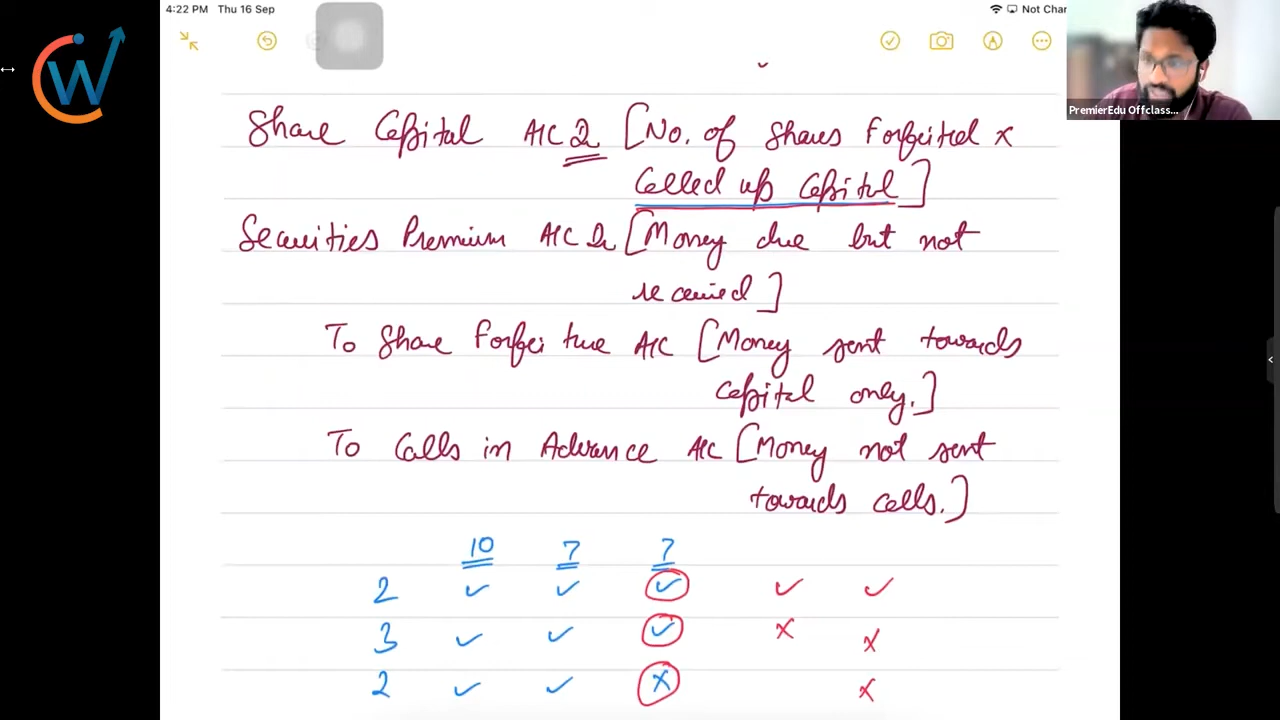 4:22 PM Thu 16 Sep
Not Char
CW
PremierEdu Offclass...
Share Capital A/C Dr [No. of Shares Forfeited x
Called up Capital]
Securities Premium A/C Dr [Money due but not
received]
To Share Forfeiture A/C [Money sent towards
Capital only.]
To Calls in Advance A/C [Money not sent
towards calls.]
10 7 7
2 ✓ ✓ ✓ ✓ ✓
3 ✓ ✓ ✓ x x
2 ✓ ✓ x x